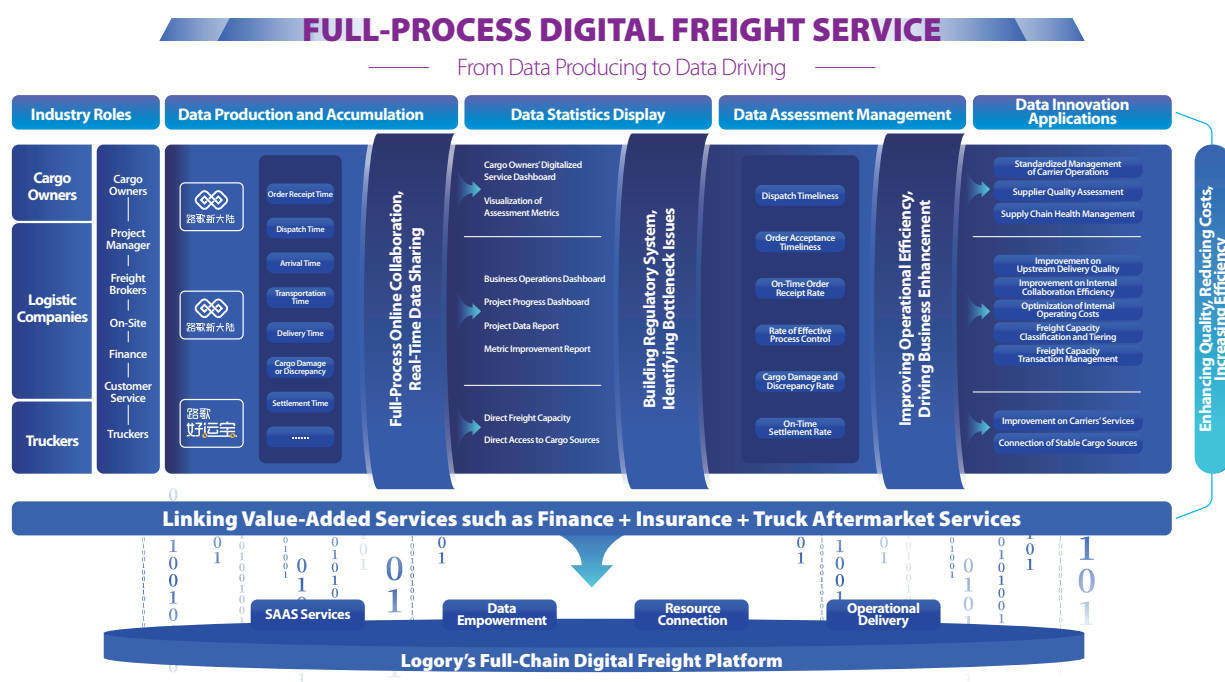 FULL-PROCESS DIGITAL FREIGHT SERVICE
From Data Producing to Data Driving
Industry Roles
Data Production and Accumulation
Data Statistics Display
Data Assessment Management
Data Innovation
Applications
Cargo
Owners
Logistic
Companies
Truckers
Cargo
Owners
Project
Manager
Freight
Brokers
On-Site
Finance
Customer
Service
Truckers
路歌新大陆
路歌新大陆
路歌
好运宝
Order Receipt Time
Dispatch Time
Arrival Time
Transportation
Time
Delivery Time
Cargo Damage
or Discrepancy
Settlement Time
......
Full-Process Online Collaboration,
Real-Time Data Sharing
Cargo Owners' Digitalized
Service Dashboard
Visualization of
Assessment Metrics
Business Operations Dashboard
Project Progress Dashboard
Project Data Report
Metric Improvement Report
Direct Freight Capacity
Direct Access to Cargo Sources
Building Regulatory System,
Identifying Bottleneck Issues
Dispatch Timeliness
Order Acceptance
Timeliness
On-Time Order
Receipt Rate
Rate of Effective
Process Control
Cargo Damage and
Discrepancy Rate
On-Time
Settlement Rate
Improving Operational Efficiency,
Driving Business Enhancement
Standardized Management
of Carrier Operations
Supplier Quality Assessment
Supply Chain Health Management
Improvement on
Upstream Delivery Quality
Improvement on Internal
Collaboration Efficiency
Optimization of Internal
Operating Costs
Freight Capacity
Classification and Tiering
Freight Capacity
Transaction Management
Improvement on Carriers' Services
Connection of Stable Cargo Sources
Enhancing Quality, Reducing Costs,
Increasing Efficiency
Linking Value-Added Services such as Finance + Insurance + Truck Aftermarket Services
SAAS Services
Data
Empowerment
Resource
Connection
Operational
Delivery
Logory's Full-Chain Digital Freight Platform